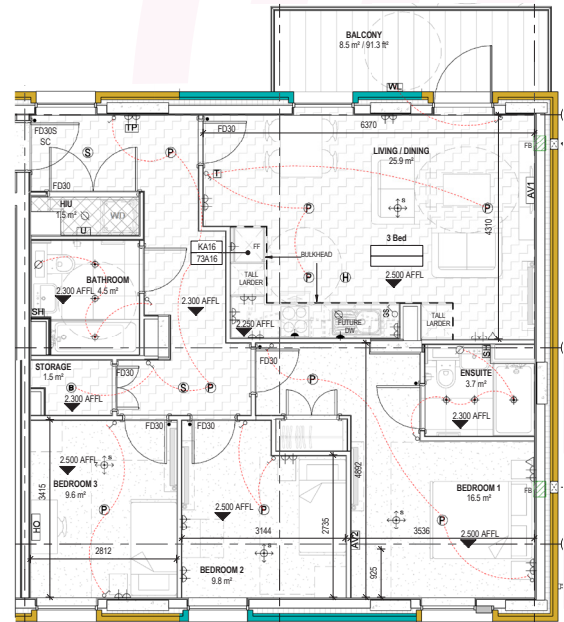 BALCONY
8.5 m² / 91.3 ft²
WL
FD30S
SC
TP
FD30
6370
FB
S
P
LIVING / DINING
25.9 m²
FD30
T
HIU
1.5 m²
WD
U
P
S
P
AV1
4310
3 Bed
KA16
73A16
FF
BULKHEAD
BATHROOM
4.5 m²
2.300 AFFL
TALL
LARDER
P
H
2.500 AFFL
2.300 AFFL
SH
2.250 AFFL
FUTURE
DW
GS
TALL
LARDER
STORAGE
1.5 m²
FD30
S
P
FD30
P
SH
ENSUITE
3.7 m²
2.300 AFFL
2.300 AFFL
FD30
FD30
2.500 AFFL
BEDROOM 3
9.6 m²
S
3415
P
HO
2812
2.500 AFFL
P
3144
2735
S
BEDROOM 2
9.8 m²
4892
AV2
BEDROOM 1
16.5 m²
FB
S
P
3536
2.500 AFFL
925